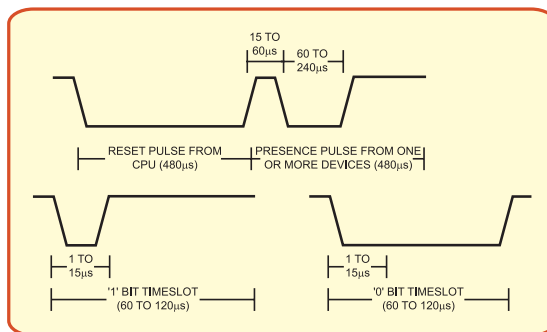 15 TO
60µs
60 TO
240µs
RESET PULSE FROM
CPU (480µs)
PRESENCE PULSE FROM ONE
OR MORE DEVICES (480µs)
1 TO
15µs
'1' BIT TIMESLOT
(60 TO 120µs)
1 TO
15µs
'0' BIT TIMESLOT
(60 TO 120µs)